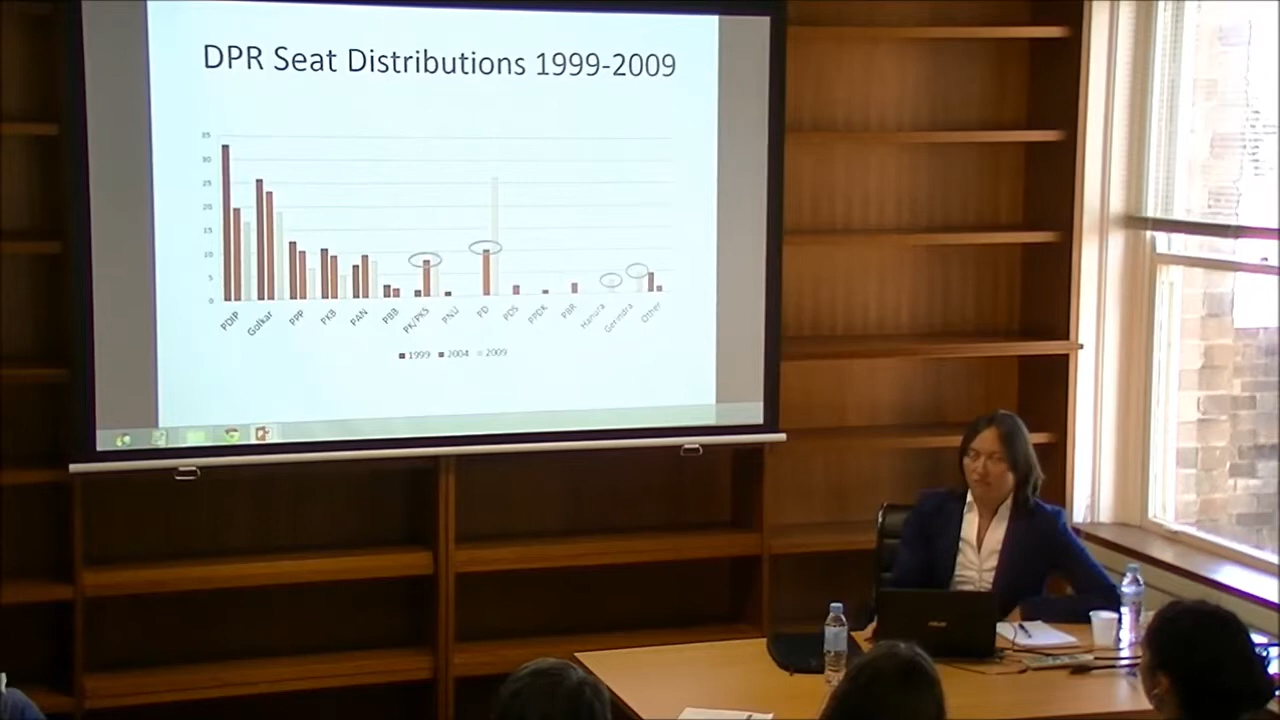 DPR Seat Distributions 1999-2009
35
30
25
20
15
10
5
0
PDIP Golkar PPP PKB PAN PBB PK/PKS PNU PD PDS PPDK PBR Hanura Gerindra Other
1999 2004 2009
ASUS